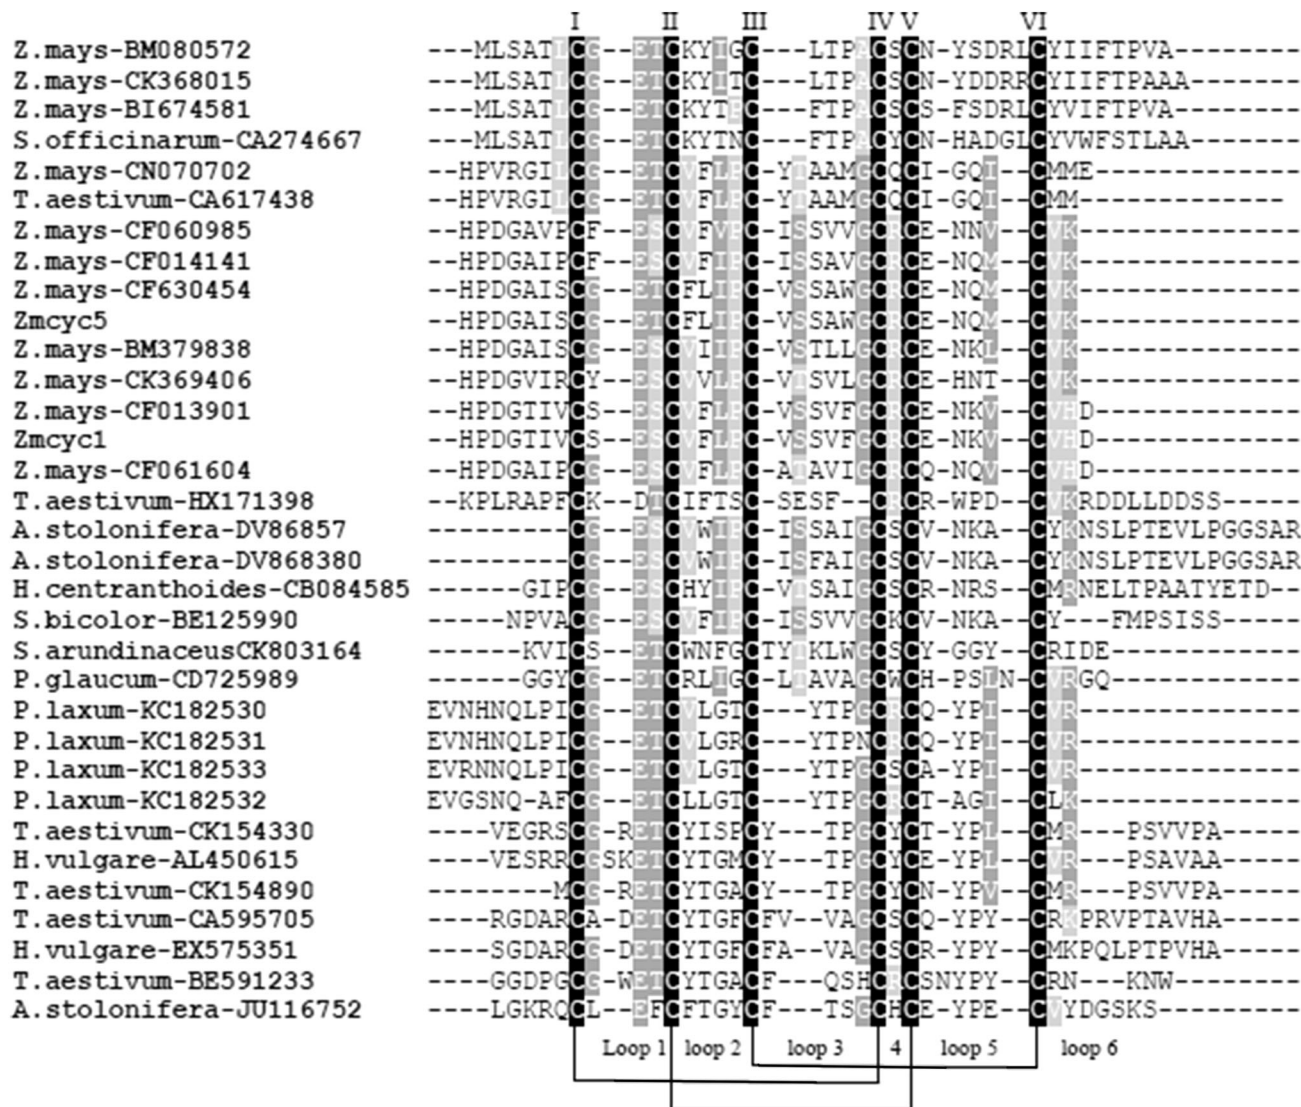 I II III IV V VI
Z.mays-BM080572 ---MLSATLCG--ETCKYIGC---LTPACSCN-YSDRLCYIIFTPVA--------
Z.mays-CK368015 ---MLSATLCG--ETCKYITC---LTPACSCN-YDDRRCYIIFTPAAA-------
Z.mays-BI674581 ---MLSATLCG--ETCKYTPC---FTPACSCS-FSDRLCYVIFTPVA--------
S.officinarum-CA274667 ---MLSATLCG--ETCKYTNC---FTPACYCN-HADGLCYVWFSTLAA-------
Z.mays-CN070702 --HPVRGILCG--ETCVFLPC-YTAAMGCQCI-GQI--CMME-------------
T.aestivum-CA617438 --HPVRGILCG--ETCVFLPC-YTAAMGCQCI-GQI--CMM-------------
Z.mays-CF060985 --HPDGAVPCF--ESCVFVPC-ISSVVGCRCE-NNV--CVK--------------
Z.mays-CF014141 --HPDGAIPCF--ESCVFIPC-ISSAVGCRCE-NQM--CVK--------------
Z.mays-CF630454 --HPDGAISCG--ETCFLIPC-VSSAWGCRCE-NQM--CVK--------------
Zmcyc5 --HPDGAISCG--ETCFLIPC-VSSAWGCRCE-NQM--CVK--------------
Z.mays-BM379838 --HPDGAISCG--ESCVIIPC-VSTLLGCRCE-NKL--CVK--------------
Z.mays-CK369406 --HPDGVIRCY--ESCVVLPC-VTSVLGCRCE-HNT--CVK--------------
Z.mays-CF013901 --HPDGTIVCS--ESCVFLPC-VSSVFGCRCE-NKV--CVHD-------------
Zmcyc1 --HPDGTIVCS--ESCVFLPC-VSSVFGCRCE-NKV--CVHD-------------
Z.mays-CF061604 --HPDGAIPCG--ESCVFLPC-ATAVIGCRCQ-NQV--CVHD-------------
T.aestivum-HX171398 --KPLRAPFCK--DTCIFTSC-SESF--CRCR-WPD--CVKRDDLLDDSS-----
A.stolonifera-DV86857 ---------CG--ESCVWIPC-ISSAIGCSCV-NKA--CYKNSLPTEVLPGGSAR
A.stolonifera-DV868380 ---------CG--ESCVWIPC-ISFAIGCSCV-NKA--CYKNSLPTEVLPGGSAR
H.centranthoides-CB084585 ------GIPCG--ESCHYIPC-VTSAIGCSCR-NRS--CMRNELTPAATYETD--
S.bicolor-BE125990 -----NPVACG--ESCVFIPC-ISSVVGCKCV-NKA--CY---FMPSISS-----
S.arundinaceusCK803164 ------KVICS--ETCWNFGCTYTKLWGCSCY-GGY--CRIDE------------
P.glaucum-CD725989 ------GGYCG--ETCRLIGC-LTAVAGCWCH-PSLN-CVRGQ------------
P.laxum-KC182530 EVNHNQLPICG--ETCVLGTC---YTPGCRCQ-YPI--CVR--------------
P.laxum-KC182531 EVNHNQLPICG--ETCVLGRC---YTPNCRCQ-YPI--CVR--------------
P.laxum-KC182533 EVRNNQLPICG--ETCVLGTC---YTPGCSCA-YPI--CVR--------------
P.laxum-KC182532 EVGSNQ-AFCG--ETCLLGTC---YTPGCRCT-AGI--CLK--------------
T.aestivum-CK154330 ----VEGRSCG-RETCYISPCY---TPGCYCT-YPL--CMR---PSVVPA-----
H.vulgare-AL450615 ----VESRRCGSKETCYTGMCY---TPGCYCE-YPL--CVR---PSAVAA-----
T.aestivum-CK154890 --------MCG-RETCYTGACY---TPGCYCN-YPV--CMR---PSVVPA-----
T.aestivum-CA595705 ----RGDARCA-DETCYTGFCFV--VAGCSCQ-YPY--CRKPRVPTAVHA-----
H.vulgare-EX575351 ----SGDARCG-DETCYTGFCFA--VAGCSCR-YPY--CMKPQLPTPVHA-----
T.aestivum-BE591233 ----GGDPGCG-WETCYTGACF---QSHCRCSNYPY--CRN---KNW--------
A.stolonifera-JU116752 ----LGKRQCL--EFCFTGYCF---TSGCHCE-YPE--CVYDGSKS---------
Loop 1 loop 2 loop 3 4 loop 5 loop 6